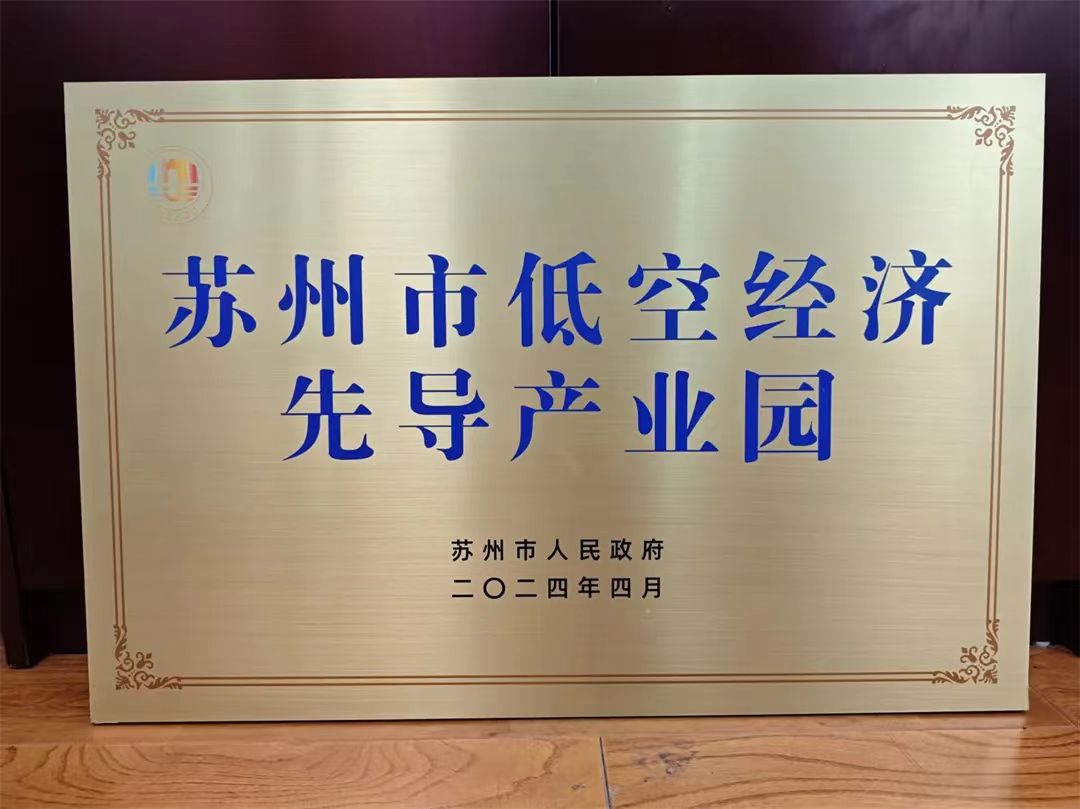 苏州市低空经济
先导产业园
苏州市人民政府
二〇二四年四月